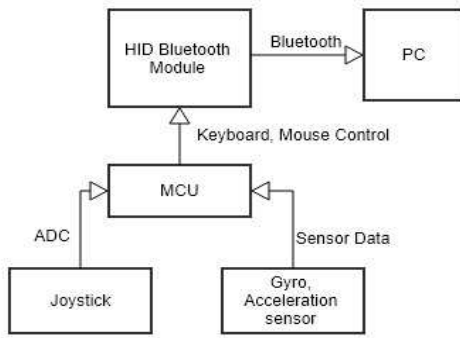 HID Bluetooth
Module
Bluetooth
PC
Keyboard, Mouse Control
MCU
ADC
Sensor Data
Joystick
Gyro,
Acceleration
sensor